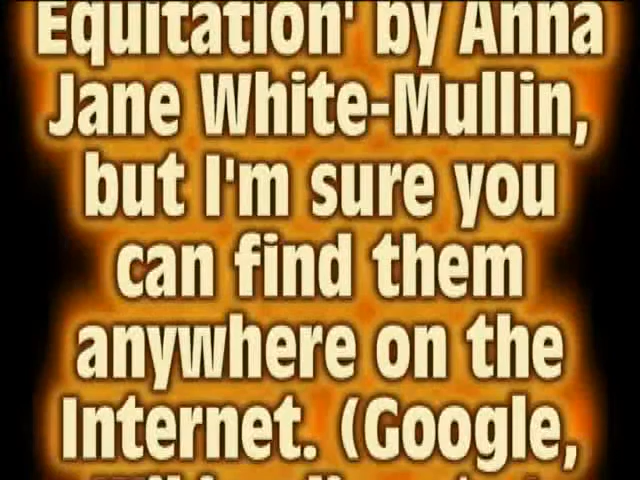 Equitation' by Anna
Jane White-Mullin,
but I'm sure you
can find them
anywhere on the
Internet. (Google,